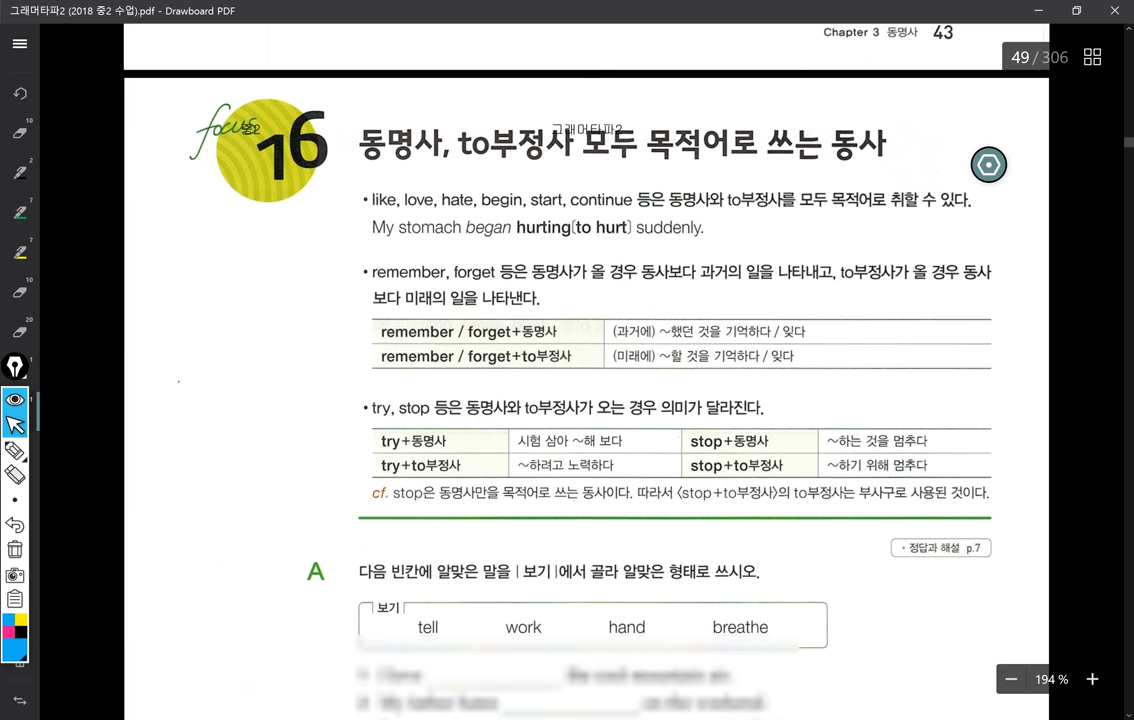 그래머타파2 (2018 중2 수업).pdf - Drawboard PDF
Chapter 3 동명사 43
49 / 306
focus 16
중2
그래머타파2
동명사, to부정사 모두 목적어로 쓰는 동사
• like, love, hate, begin, start, continue 등은 동명사와 to부정사를 모두 목적어로 취할 수 있다.
My stomach began hurting(to hurt) suddenly.
• remember, forget 등은 동명사가 올 경우 동사보다 과거의 일을 나타내고, to부정사가 올 경우 동사
보다 미래의 일을 나타낸다.
remember / forget+동명사 (과거에) ~했던 것을 기억하다 / 잊다
remember / forget+to부정사 (미래에) ~할 것을 기억하다 / 잊다
• try, stop 등은 동명사와 to부정사가 오는 경우 의미가 달라진다.
try+동명사 시험 삼아 ~해 보다 stop+동명사 ~하는 것을 멈추다
try+to부정사 ~하려고 노력하다 stop+to부정사 ~하기 위해 멈추다
cf. stop은 동명사만을 목적어로 쓰는 동사이다. 따라서 〈stop+to부정사〉의 to부정사는 부사구로 사용된 것이다.
• 정답과 해설 p.7
A 다음 빈칸에 알맞은 말을 | 보기 |에서 골라 알맞은 형태로 쓰시오.
보기
tell work hand breathe
10
2
7
7
10
20
1
1
194 %